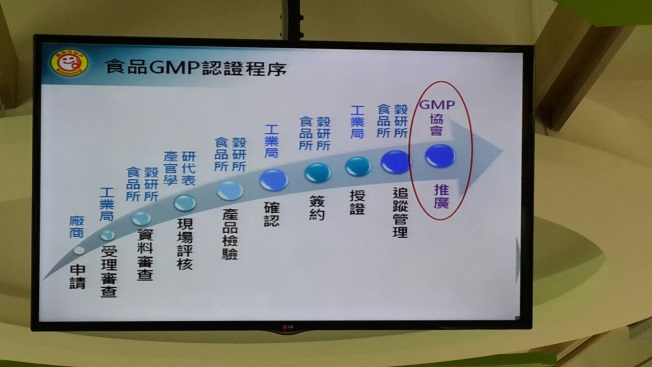 食品GMP認證程序
廠商
申請
工業局
受理審查
穀研所
食品所
資料審查
研代表
產官學
現場評核
穀研所
食品所
產品檢驗
工業局
確認
穀研所
食品所
簽約
工業局
授證
穀研所
食品所
追蹤管理
GMP
協會
推廣
LG